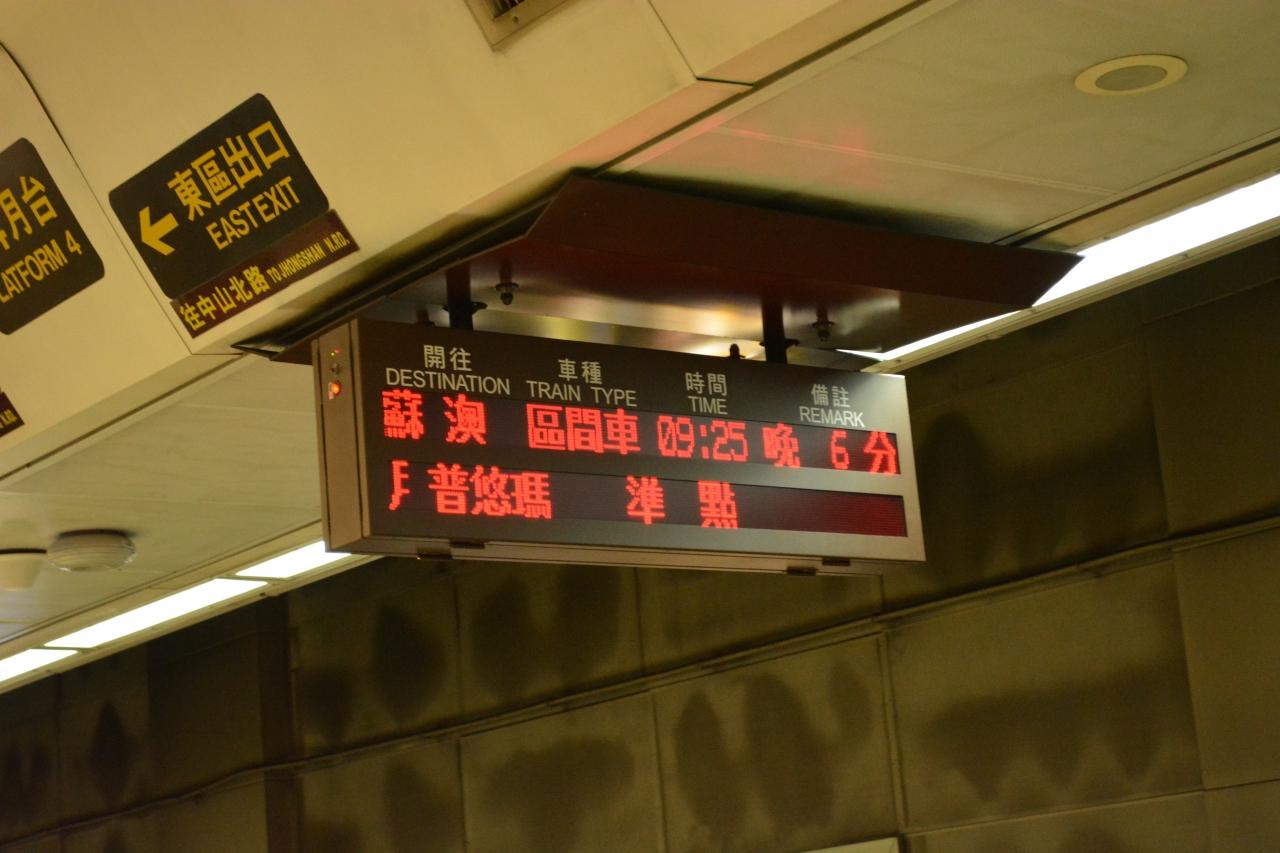 月台
PLATFORM 4
東區出口
EAST EXIT
往中山北路 TO JHONGSHAN N.RD.
開往 車種 時間 備註
DESTINATION TRAIN TYPE TIME REMARK
蘇澳 區間車 09:25 晚 6 分
普悠瑪 準點